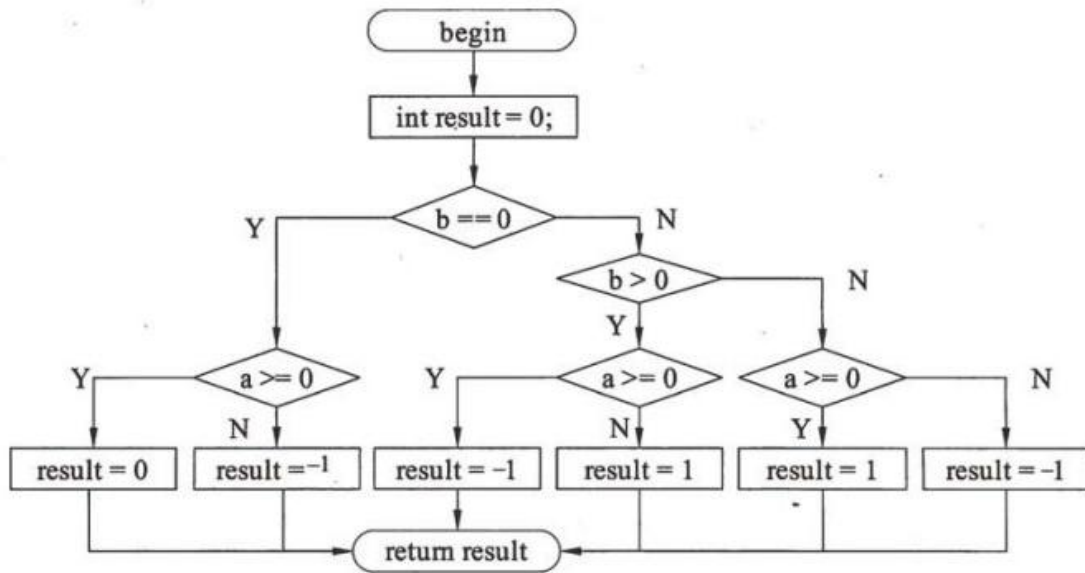 begin
int result = 0;
b == 0
Y
N
b > 0
N
Y
a >= 0
a >= 0
a >= 0
Y
N
Y
N
Y
N
result = 0
result =-1
result = -1
result = 1
result = 1
result = -1
return result